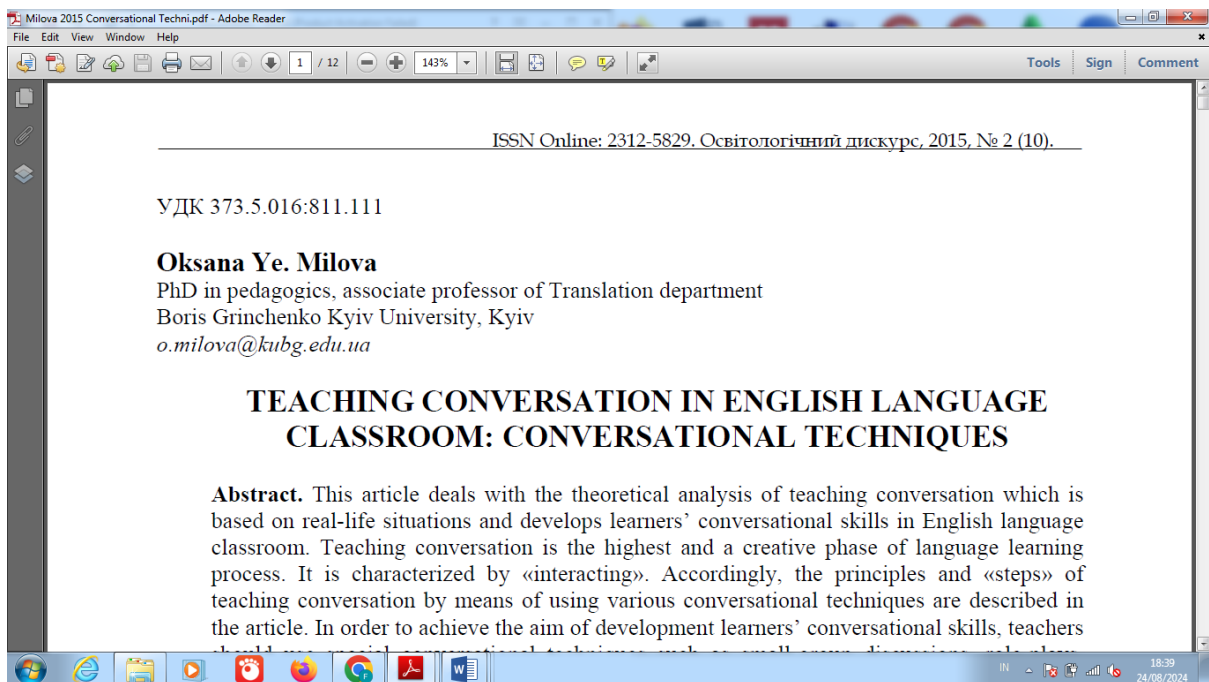 Milova 2015 Conversational Techni.pdf - Adobe Reader
File Edit View Window Help
1 / 12 143% Tools Sign Comment
ISSN Online: 2312-5829. Освітологічний дискурс, 2015, № 2 (10).
УДК 373.5.016:811.111
Oksana Ye. Milova
PhD in pedagogics, associate professor of Translation department
Boris Grinchenko Kyiv University, Kyiv
o.milova@kubg.edu.ua
TEACHING CONVERSATION IN ENGLISH LANGUAGE
CLASSROOM: CONVERSATIONAL TECHNIQUES
Abstract. This article deals with the theoretical analysis of teaching conversation which is
based on real-life situations and develops learners’ conversational skills in English language
classroom. Teaching conversation is the highest and a creative phase of language learning
process. It is characterized by «interacting». Accordingly, the principles and «steps» of
teaching conversation by means of using various conversational techniques are described in
the article. In order to achieve the aim of development learners’ conversational skills, teachers
IN 18:39
24/08/2024